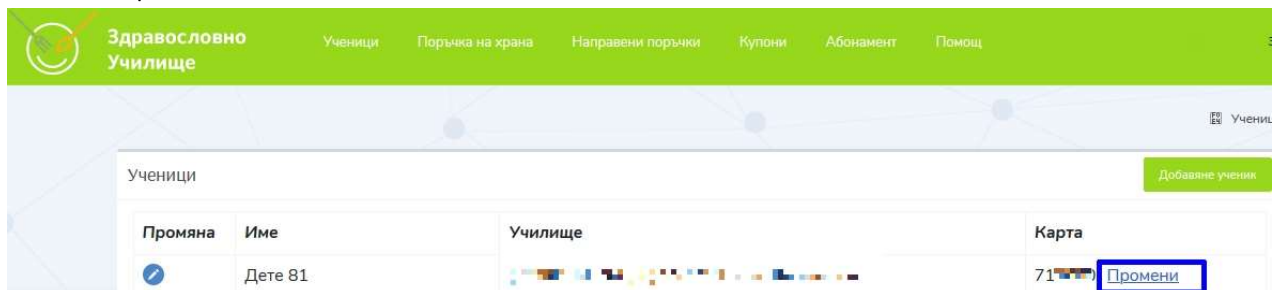 Здравословно Училище
Ученици Поръчка на храна Направени поръчки Купони Абонамент Помощ
Учениц
Ученици Добавяне ученик
Промяна Име Училище Карта
Дете 81 71 Промени